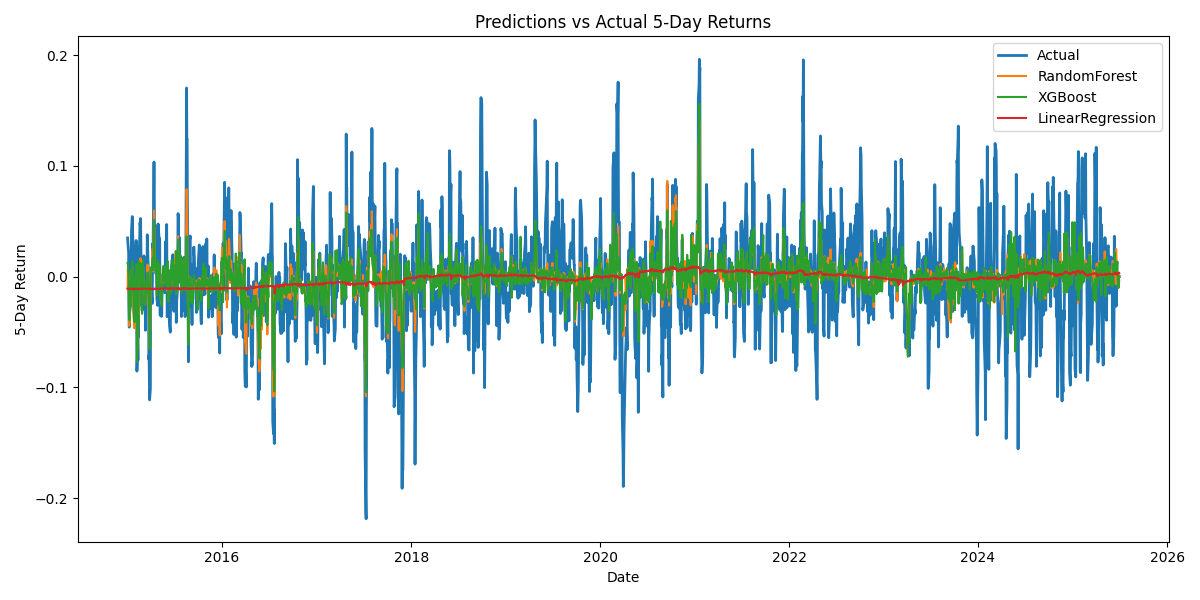 Predictions vs Actual 5-Day Returns
Actual
RandomForest
XGBoost
LinearRegression
5-Day Return
0.2
0.1
0.0
−0.1
−0.2
2016
2018
2020
2022
2024
2026
Date